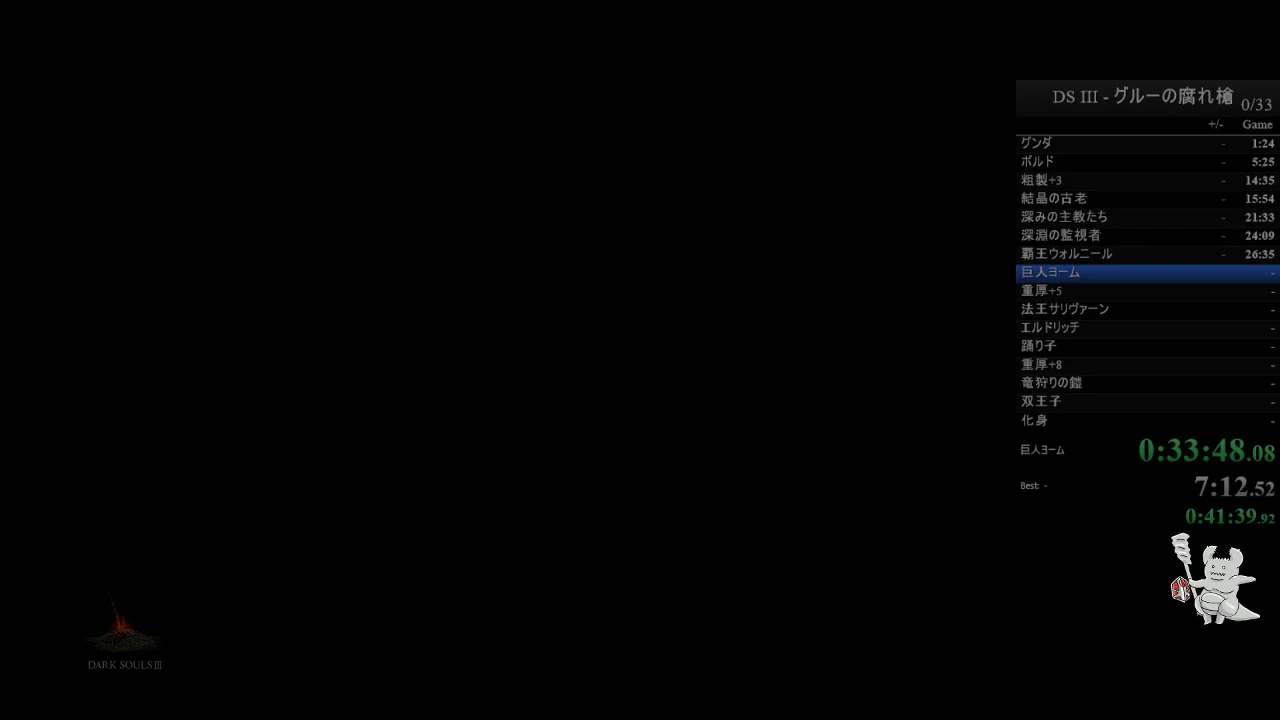 DS III - グルーの腐れ槍 0/33
+/- Game
グンダ - 1:24
ボルド - 5:25
粗製+3 - 14:35
結晶の古老 - 15:54
深みの主教たち - 21:33
深淵の監視者 - 24:09
覇王ウォルニール - 26:35
巨人ヨーム -
重厚+5 -
法王サリヴァーン -
エルドリッチ -
踊り子 -
重厚+8 -
竜狩りの鎧 -
双王子 -
化身 -
巨人ヨーム 0:33:48.08
Best: - 7:12.52
0:41:39.92
DARK SOULS III